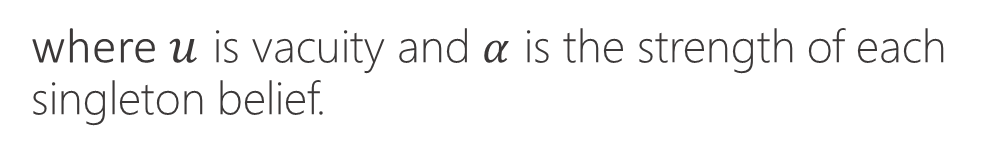 where u is vacuity and α is the strength of each
singleton belief.